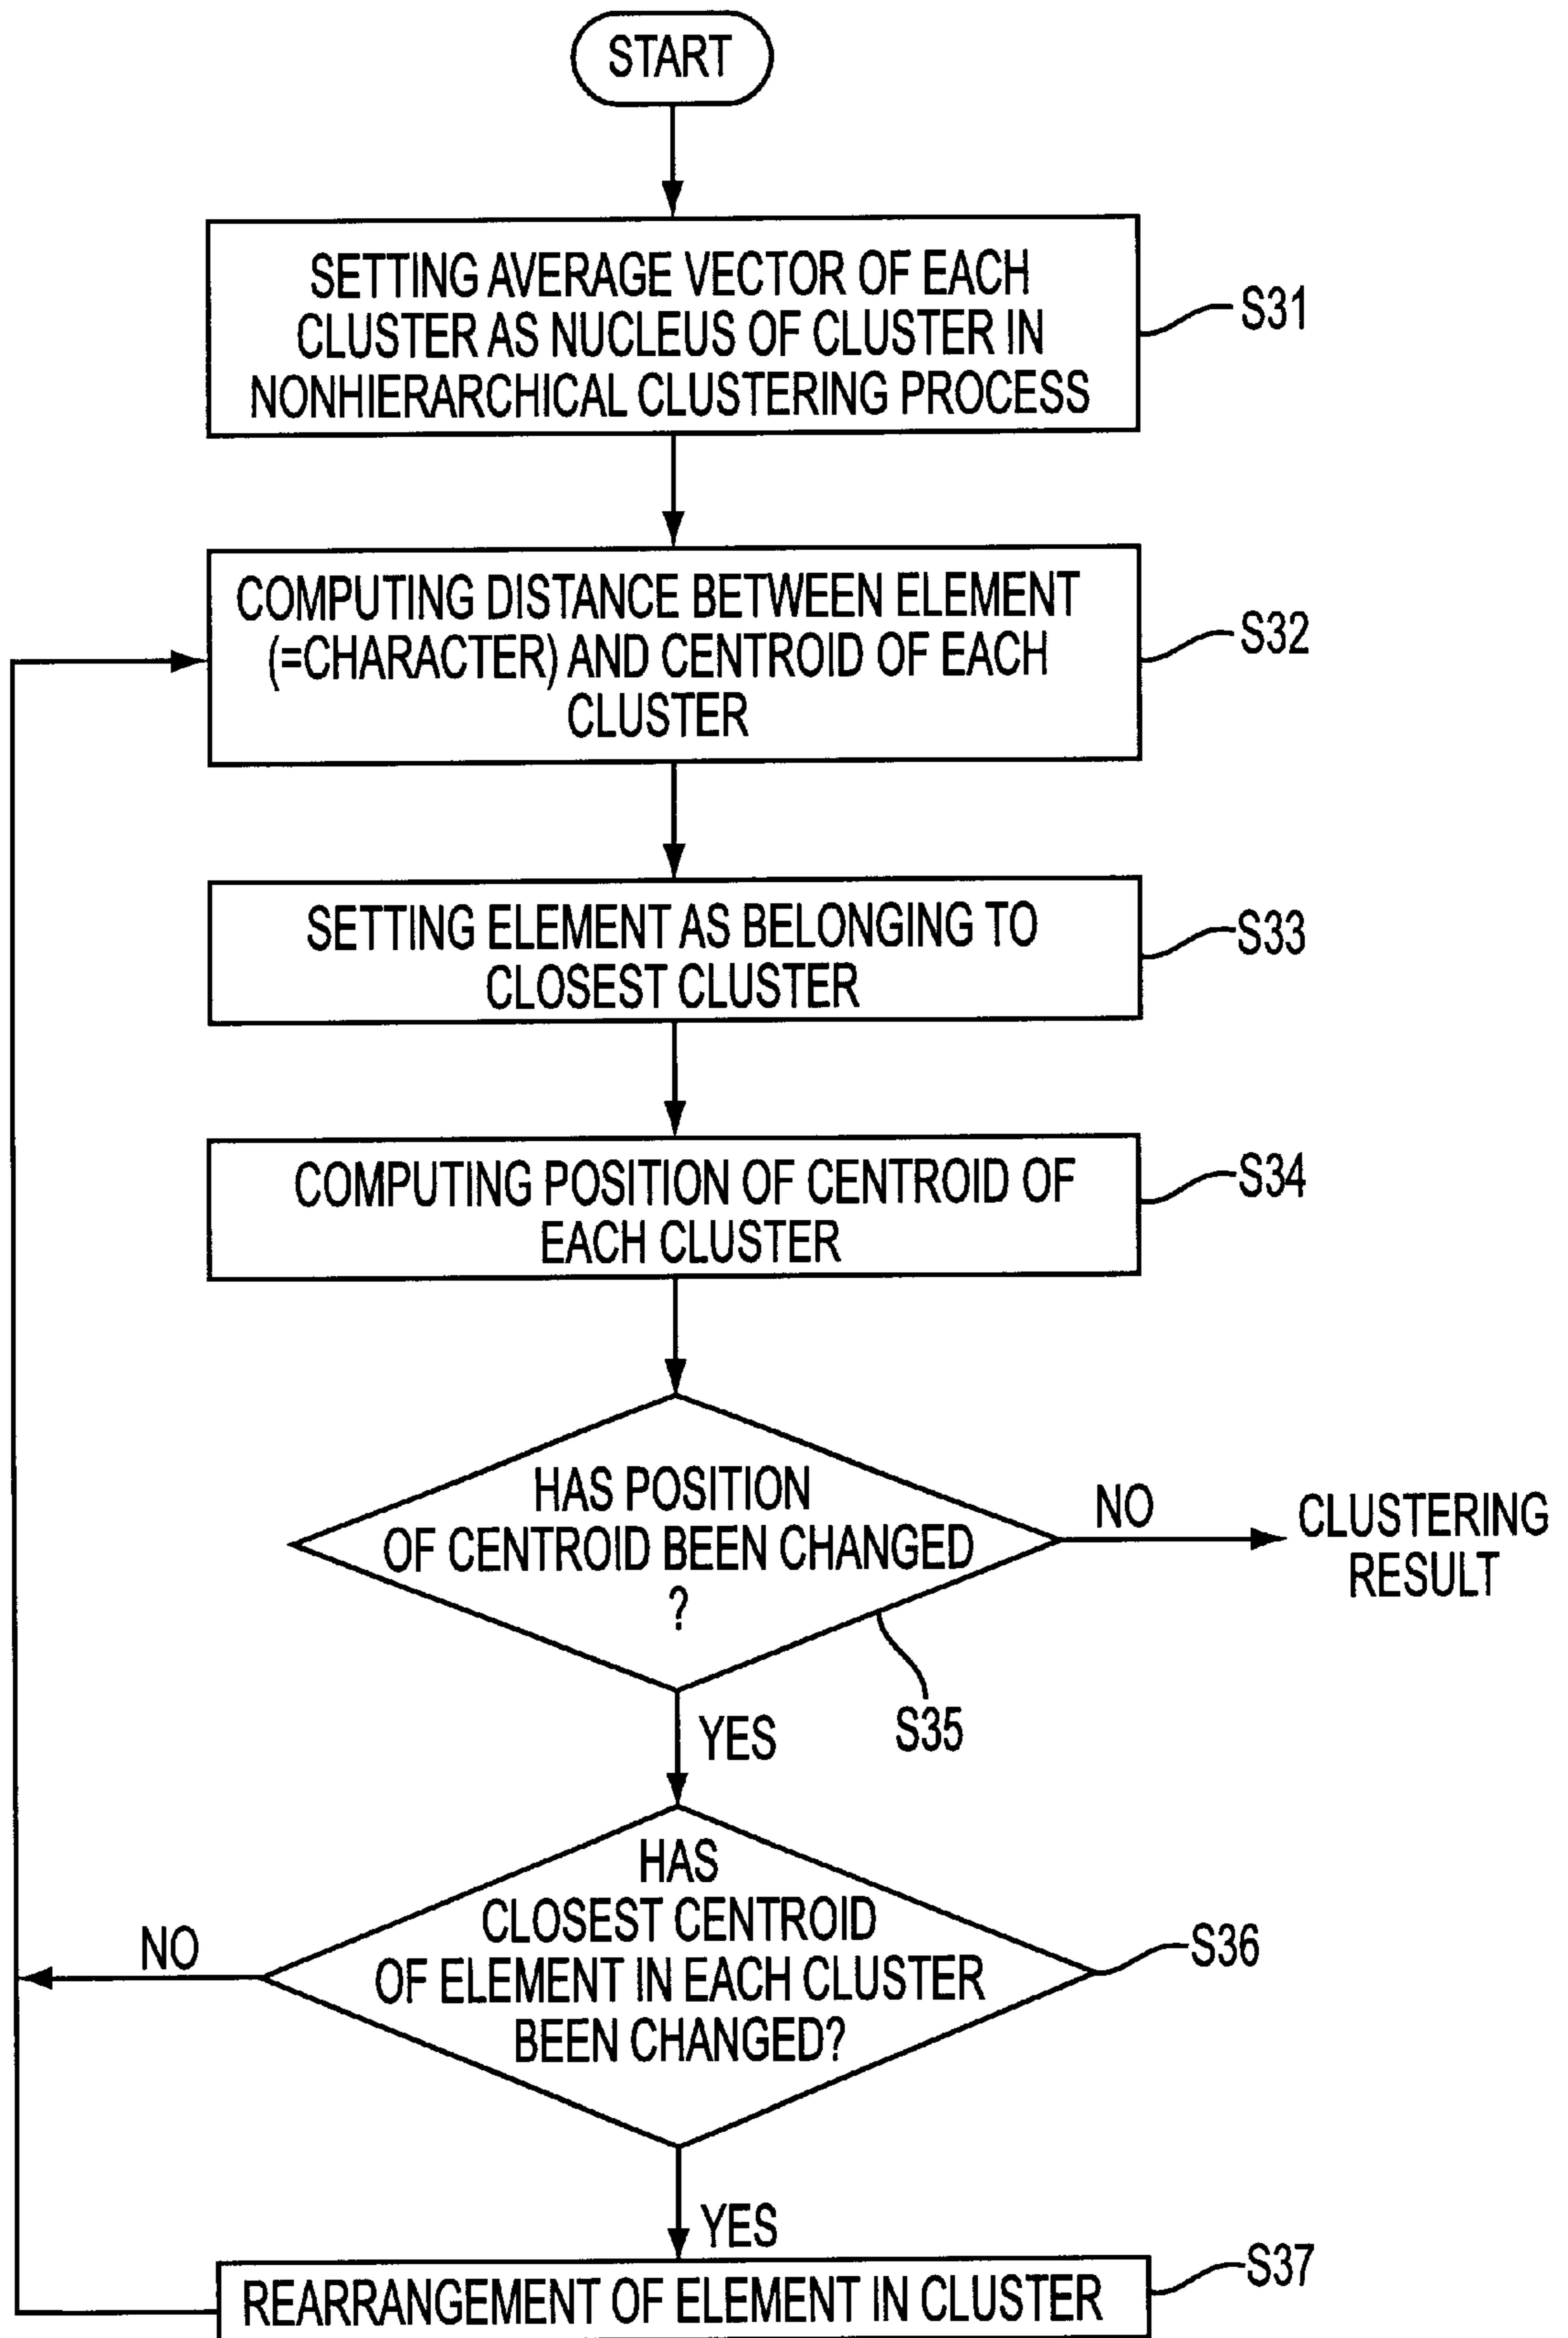 START
SETTING AVERAGE VECTOR OF EACH
CLUSTER AS NUCLEUS OF CLUSTER IN
NONHIERARCHICAL CLUSTERING PROCESS
S31
COMPUTING DISTANCE BETWEEN ELEMENT
(=CHARACTER) AND CENTROID OF EACH
CLUSTER
S32
SETTING ELEMENT AS BELONGING TO
CLOSEST CLUSTER
S33
COMPUTING POSITION OF CENTROID OF
EACH CLUSTER
S34
HAS POSITION
OF CENTROID BEEN CHANGED
?
NO
CLUSTERING
RESULT
S35
YES
HAS
CLOSEST CENTROID
OF ELEMENT IN EACH CLUSTER
BEEN CHANGED?
NO
S36
YES
REARRANGEMENT OF ELEMENT IN CLUSTER
S37